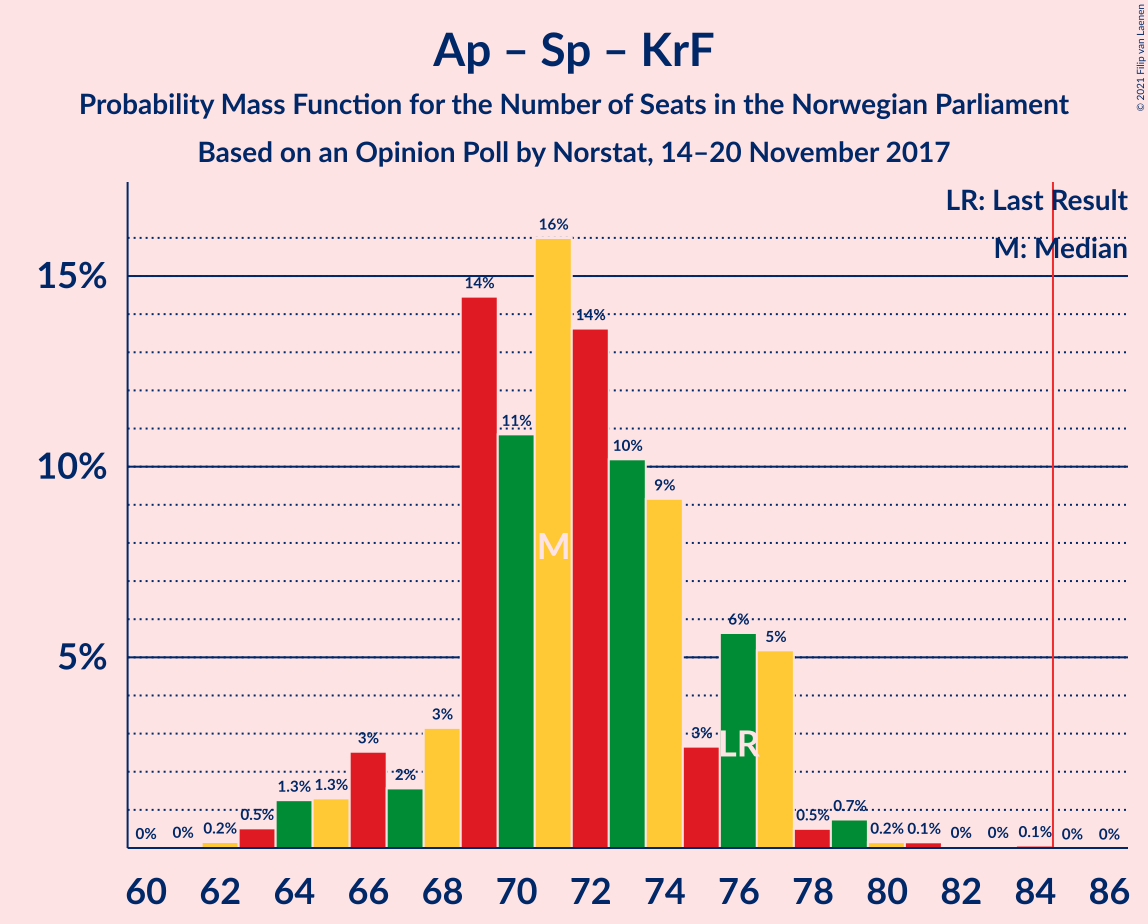 Ap – Sp – KrF
Probability Mass Function for the Number of Seats in the Norwegian Parliament
Based on an Opinion Poll by Norstat, 14–20 November 2017
© 2021 Filip van Laenen
LR: Last Result
M: Median
15%
10%
5%
0% 0% 0.2% 0.5% 1.3% 1.3% 3% 2% 3% 14% 11% 16% 14% 10% 9% 3% 6% 5% 0.5% 0.7% 0.2% 0.1% 0% 0% 0.1% 0% 0%
M
LR
60 62 64 66 68 70 72 74 76 78 80 82 84 86